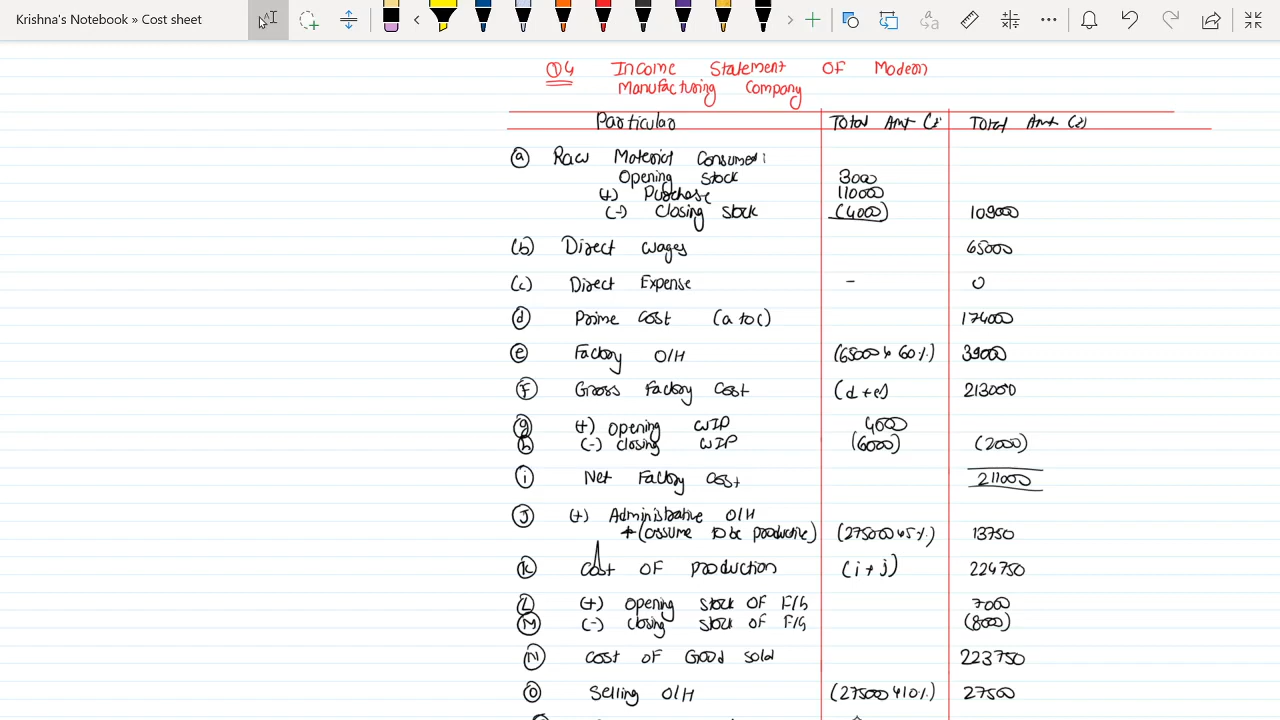 Krishna's Notebook » Cost sheet
Q4 Income Statement OF Modern
Manufacturing Company
Particular Total Amt (₹) Total Amt (₹)
(a) Raw Material Consumed:
Opening Stock 3000
(+) Purchase 110000
(-) Closing Stock (4000) 109000
(b) Direct wages 65000
(c) Direct Expense - 0
(d) Prime Cost (a to c) 174000
(e) Factory O/H (65000 x 60%) 39000
(F) Gross Factory Cost (d + e) 213000
(g) (+) Opening WIP 4000
(h) (-) Closing WIP (6000) (2000)
(i) Net Factory Cost 211000
(J) (+) Administrative O/H
+ (assume to be productive) (275000 x 5%) 13750
(K) Cost OF production (i + j) 224750
(L) (+) Opening Stock OF F/G 7000
(M) (-) Closing Stock OF F/G (8000)
(N) Cost OF Good Sold 223750
(O) Selling O/H (27500 x 10%) 27500